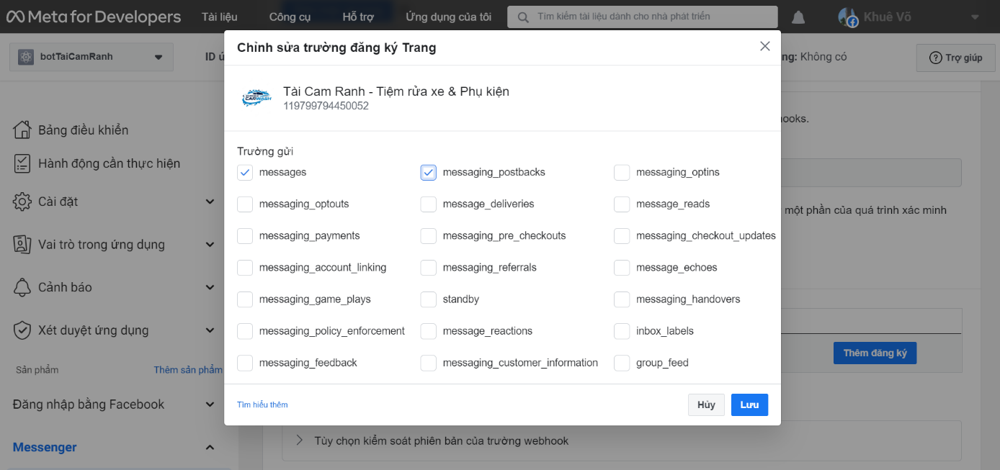 Meta for Developers Tài liệu Công cụ Hỗ trợ Ứng dụng của tôi Tìm kiếm tài liệu dành cho nhà phát triển Khuê Võ
botTaiCamRanh ID ng: Không có Trợ giúp
Chỉnh sửa trường đăng ký Trang
Tài Cam Ranh - Tiệm rửa xe & Phụ kiện
119799794450052
Bảng điều khiển
Hành động cần thực hiện
Cài đặt
Vai trò trong ứng dụng
Cảnh báo
Xét duyệt ứng dụng
Sản phẩm Thêm sản phẩm
Đăng nhập bằng Facebook
Messenger
Trường gửi
messages messaging_postbacks messaging_optins
messaging_optouts message_deliveries message_reads
messaging_payments messaging_pre_checkouts messaging_checkout_updates
messaging_account_linking messaging_referrals message_echoes
messaging_game_plays standby messaging_handovers
messaging_policy_enforcement message_reactions inbox_labels
messaging_feedback messaging_customer_information group_feed
Tìm hiểu thêm Hủy Lưu
ooks.
một phần của quá trình xác minh
Thêm đăng ký
Tùy chọn kiểm soát phiên bản của trường webhook